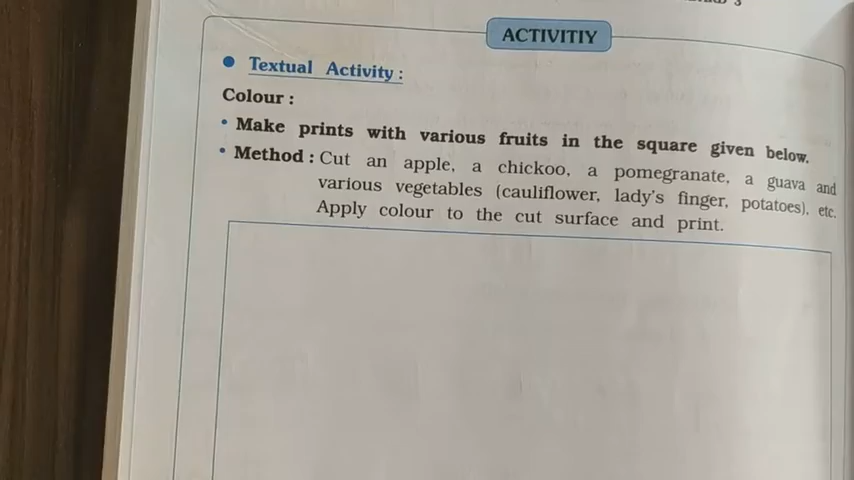 ACTIVITIY
● Textual Activity :
Colour :
• Make prints with various fruits in the square given below.
• Method : Cut an apple, a chickoo, a pomegranate, a guava and
various vegetables (cauliflower, lady's finger, potatoes), etc.
Apply colour to the cut surface and print.